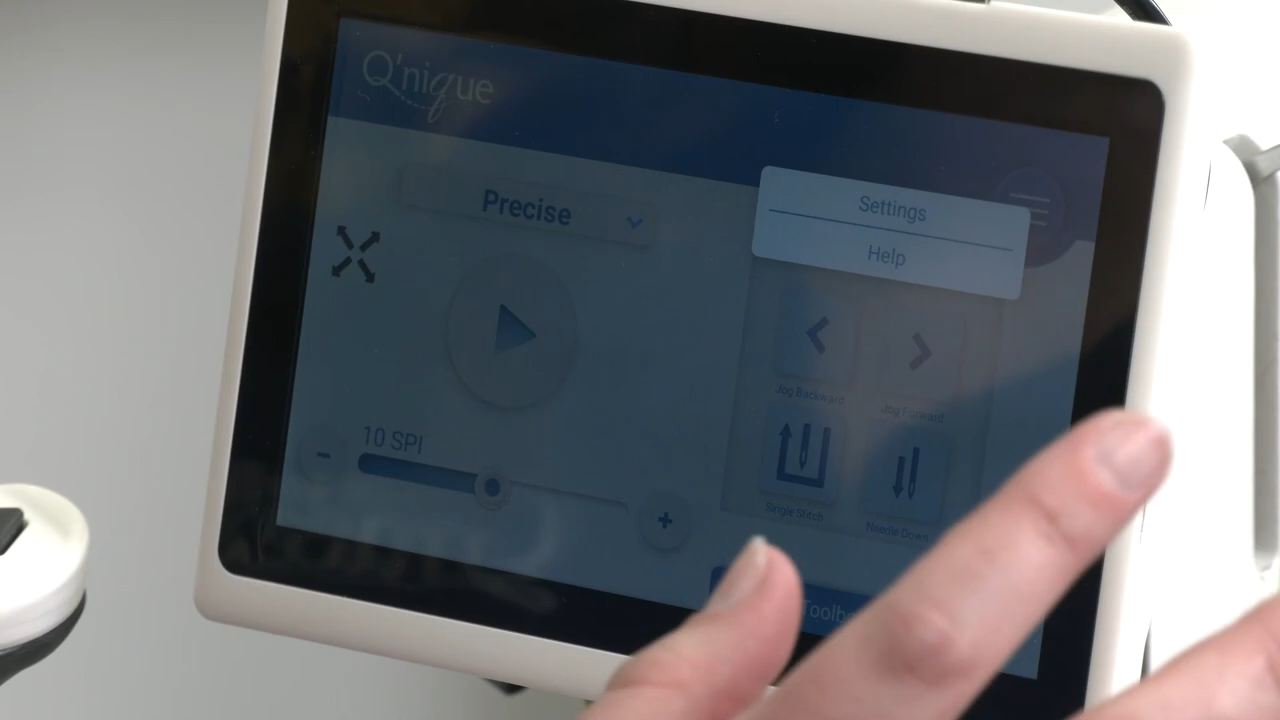 Q'nique
Precise
Settings
Help
Jog Backward
Jog Forward
10 SPI
Single Stitch
Needle Down